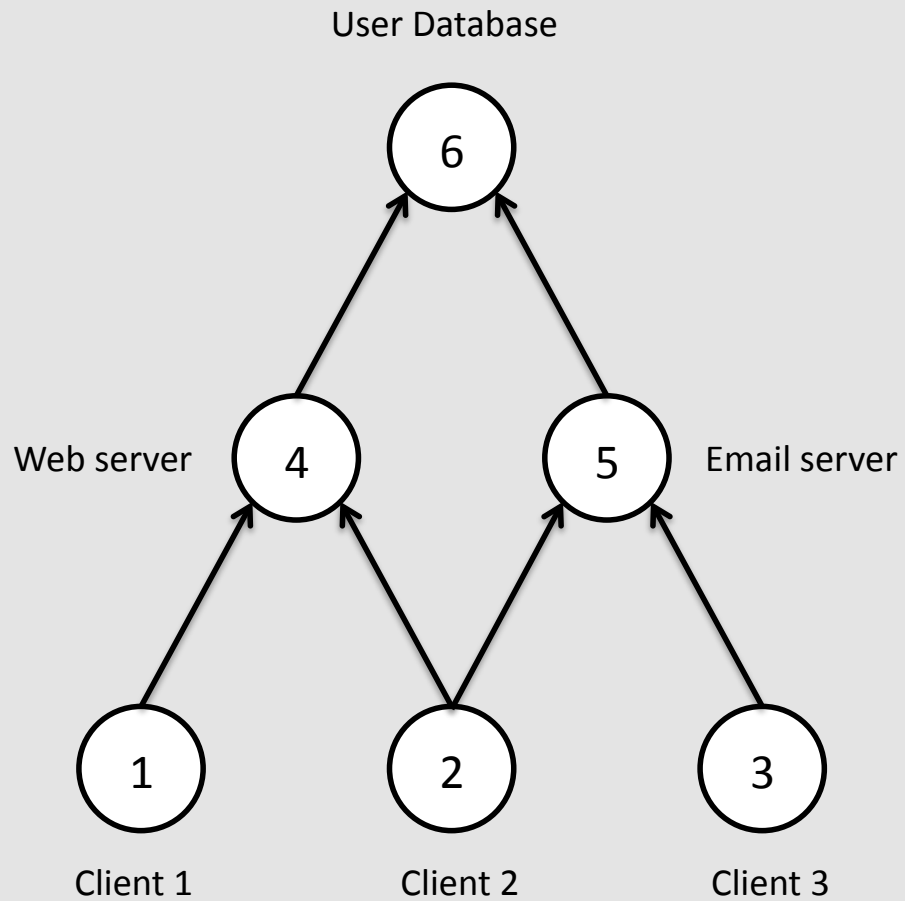 User Database
6
Web server
4
5
Email server
1
2
3
Client 1
Client 2
Client 3